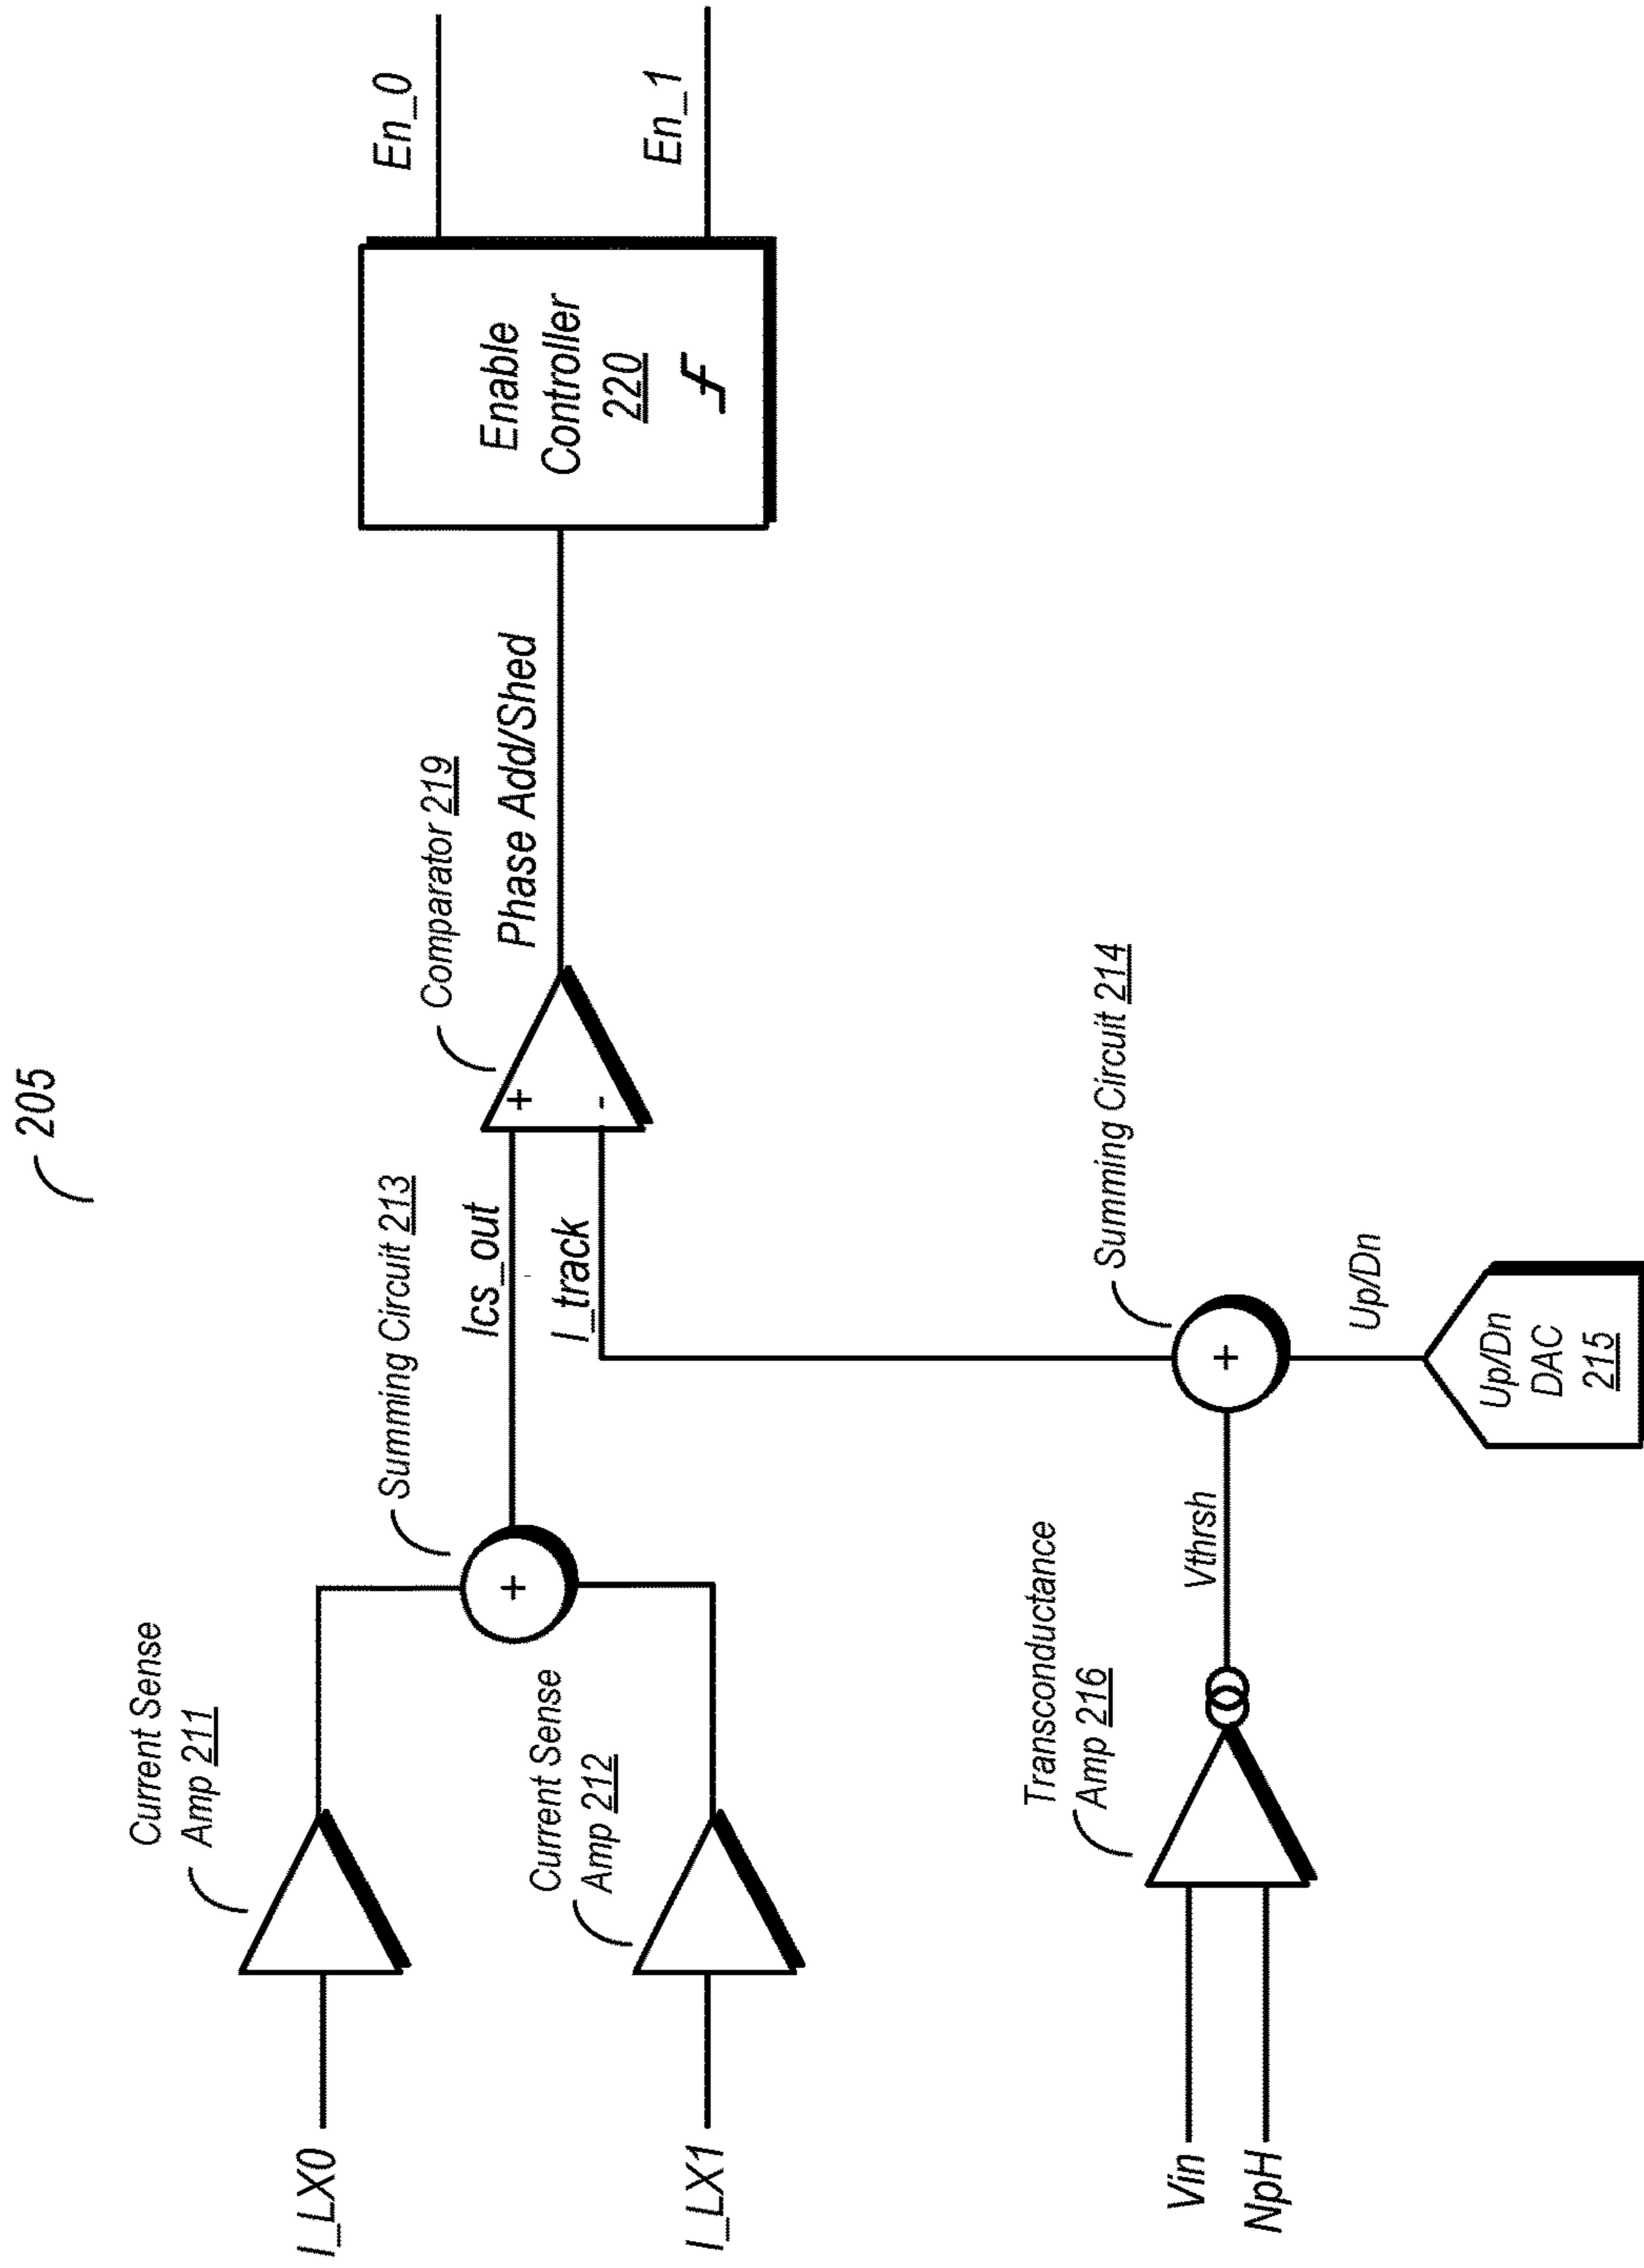 205
I_LX0
Current Sense
Amp 211
I_LX1
Current Sense
Amp 212
+
Summing Circuit 213
Ics_out
I_track
+
-
Comparator 219
Phase Add/Shed
Enable
Controller
220
En_0
En_1
Vin
NpH
Transconductance
Amp 216
Vthrsh
+
Summing Circuit 214
Up/Dn
Up/Dn
DAC
215